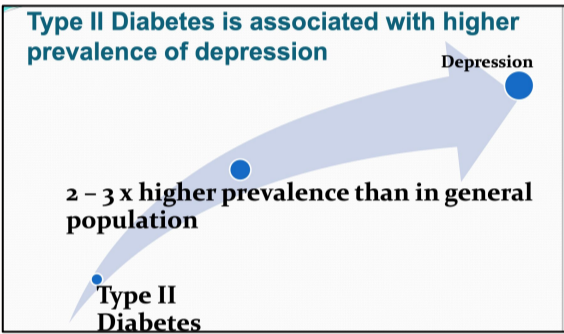 Type II Diabetes is associated with higher
prevalence of depression
Depression
2 – 3 x higher prevalence than in general
population
Type II
Diabetes